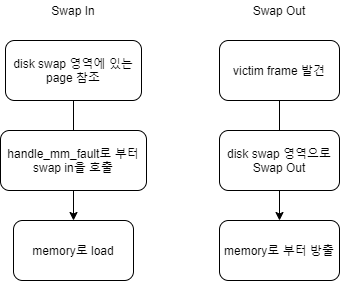 Swap In
disk swap 영역에 있는
page 참조
handle_mm_fault로 부터
swap in을 호출
memory로 load
Swap Out
victim frame 발견
disk swap 영역으로
Swap Out
memory로 부터 방출